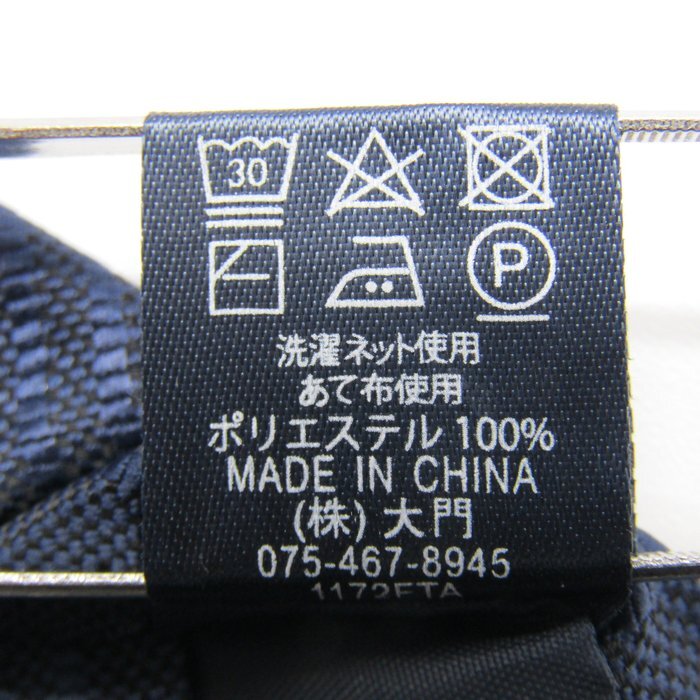 30
P
洗濯ネット使用
あて布使用
ポリエステル 100%
MADE IN CHINA
(株) 大門
075-467-8945
1172ETA